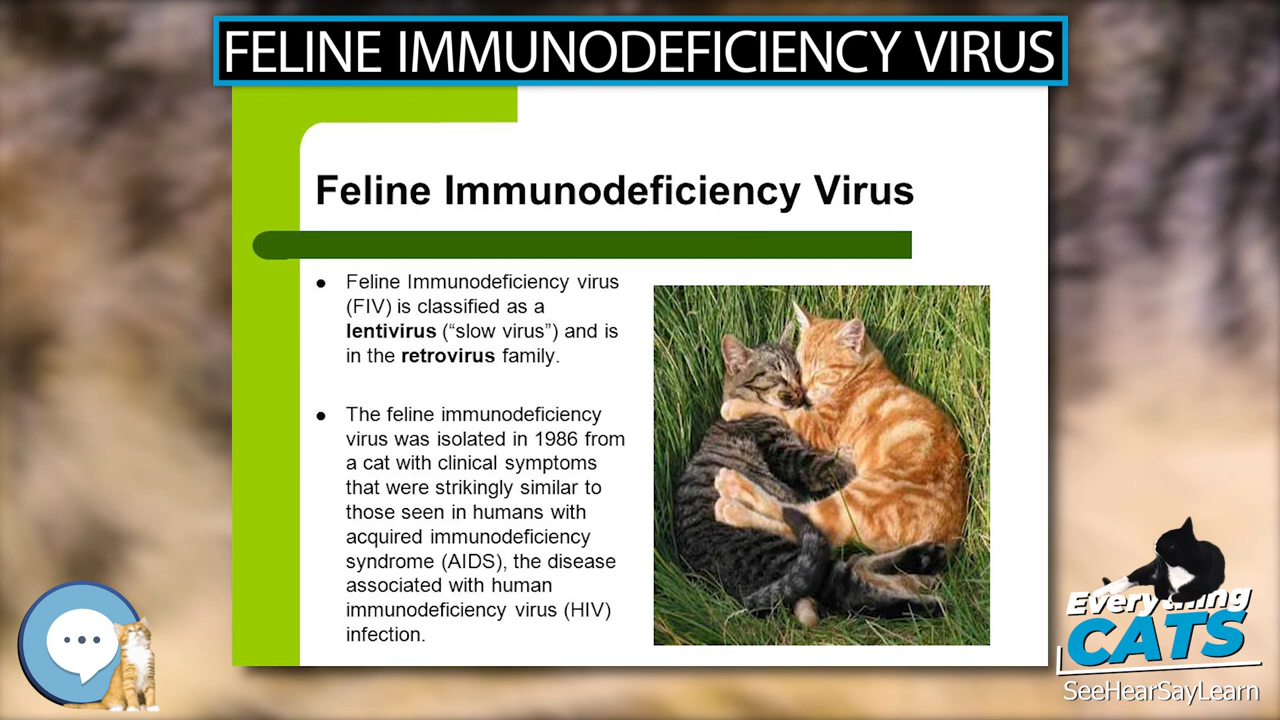 FELINE IMMUNODEFICIENCY VIRUS
Feline Immunodeficiency Virus
● Feline Immunodeficiency virus
(FIV) is classified as a
lentivirus (“slow virus”) and is
in the retrovirus family.
● The feline immunodeficiency
virus was isolated in 1986 from
a cat with clinical symptoms
that were strikingly similar to
those seen in humans with
acquired immunodeficiency
syndrome (AIDS), the disease
associated with human
immunodeficiency virus (HIV)
infection.
Everything
CATS
SeeHearSayLearn